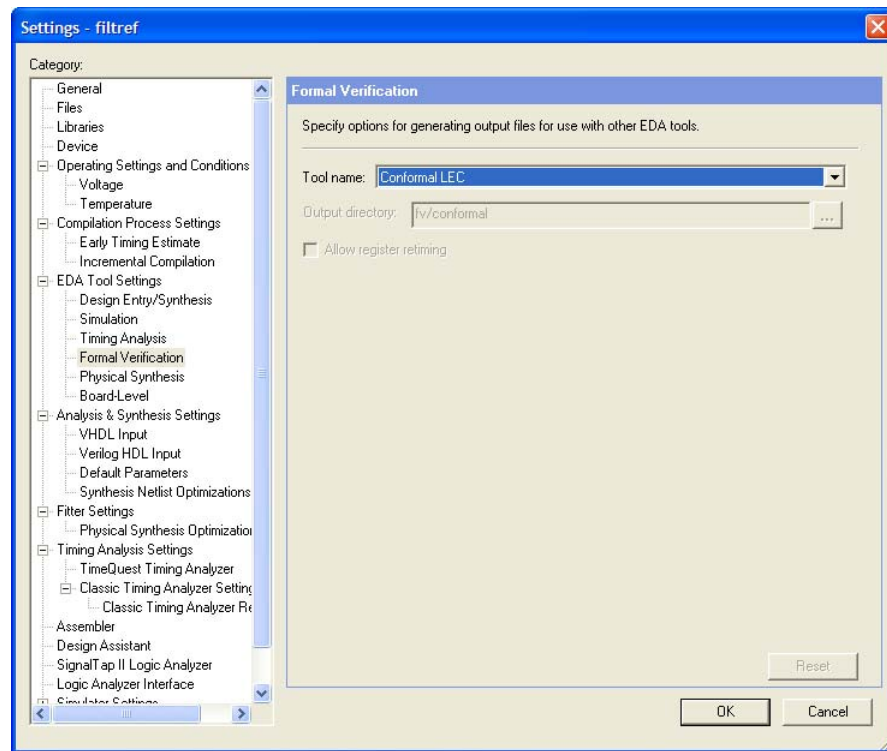 Settings - filtref
Category:
General
Files
Libraries
Device
Operating Settings and Conditions
Voltage
Temperature
Compilation Process Settings
Early Timing Estimate
Incremental Compilation
EDA Tool Settings
Design Entry/Synthesis
Simulation
Timing Analysis
Formal Verification
Physical Synthesis
Board-Level
Analysis & Synthesis Settings
VHDL Input
Verilog HDL Input
Default Parameters
Synthesis Netlist Optimizations
Fitter Settings
Physical Synthesis Optimization
Timing Analysis Settings
TimeQuest Timing Analyzer
Classic Timing Analyzer Setting
Classic Timing Analyzer Re
Assembler
Design Assistant
SignalTap II Logic Analyzer
Logic Analyzer Interface
Simulator Settings
Formal Verification
Specify options for generating output files for use with other EDA tools.
Tool name: Conformal LEC
Output directory: fv/conformal ...
Allow register retiming
Reset
OK Cancel